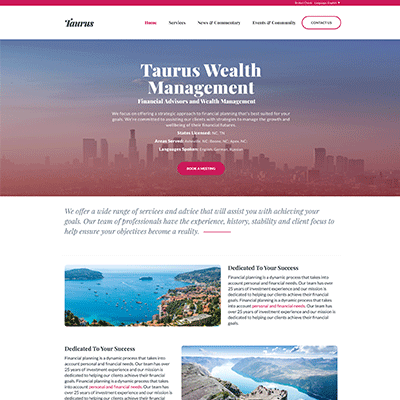 Broker Check Language: English
Taurus
Home Services News & Commentary Events & Community CONTACT US
Taurus Wealth
Management
Financial Advisors and Wealth Management
We focus on offering a strategic approach to financial planning that's best suited for your
goals. We're committed to assisting our clients with strategies to manage the growth and
wellbeing of their financial futures.
States Licensed: NC, TN
Areas Served: Asheville, NC; Boone, NC; Apex, NC;
Languages Spoken: English, German, Russian
BOOK A MEETING
We offer a wide range of services and advice that will assist you with achieving your
goals. Our team of professionals have the experience, history, stability and client focus to
help ensure your objectives become a reality.
Dedicated To Your Success
Financial planning is a dynamic process that takes into
account personal and financial needs. Our team has over
25 years of investment experience and our mission is
dedicated to helping our clients achieve their financial
goals. Financial planning is a dynamic process that takes
into account personal and financial needs. Our team has
over 25 years of investment experience and our mission is
dedicated to helping our clients achieve their financial
goals.
Dedicated To Your Success
Financial planning is a dynamic process that takes into
account personal and financial needs. Our team has over
25 years of investment experience and our mission is
dedicated to helping our clients achieve their financial
goals. Financial planning is a dynamic process that takes
into account personal and financial needs. Our team has
over 25 years of investment experience and our mission is
dedicated to helping our clients achieve their financial